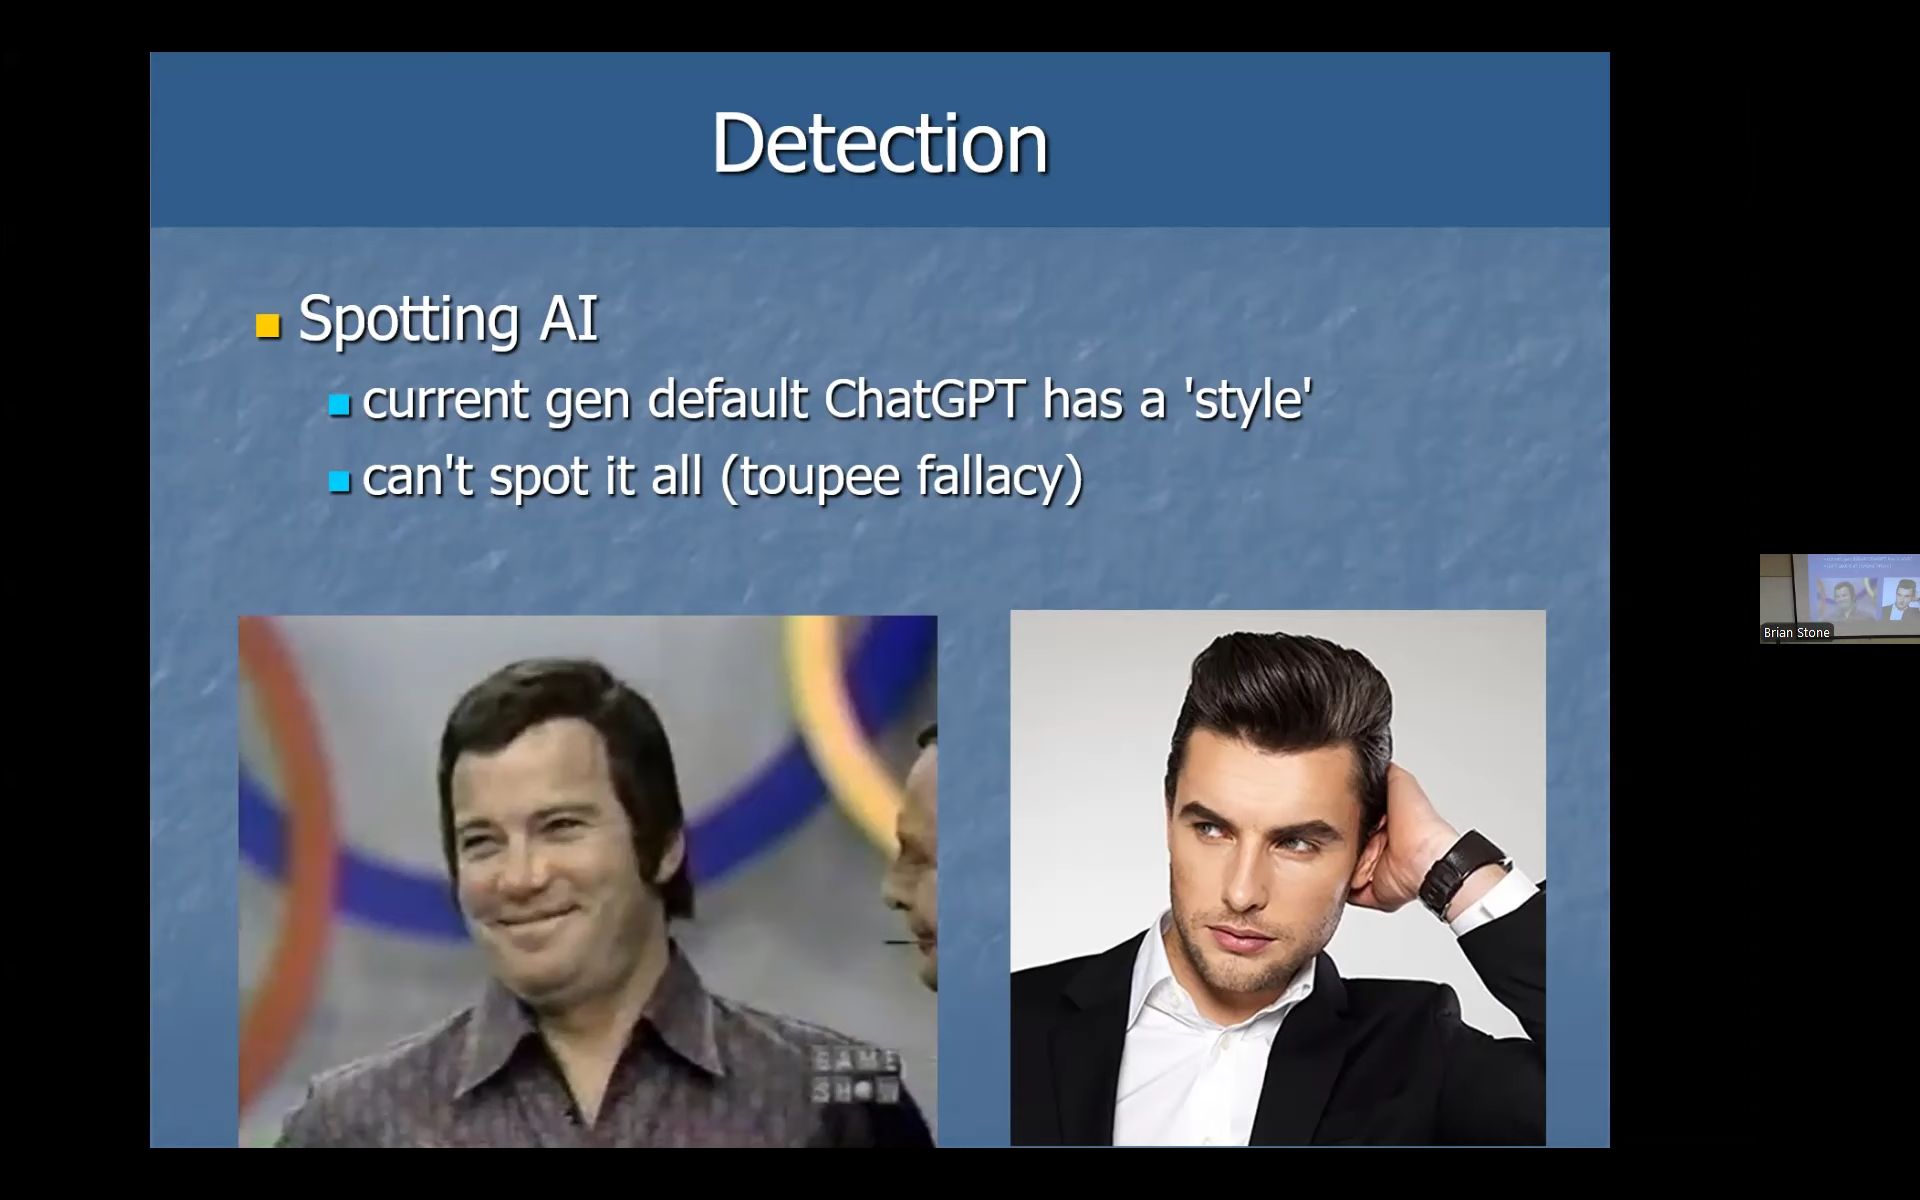 Detection
Spotting AI
current gen default ChatGPT has a 'style'
can't spot it all (toupee fallacy)
GAME
SHOW
Brian Stone